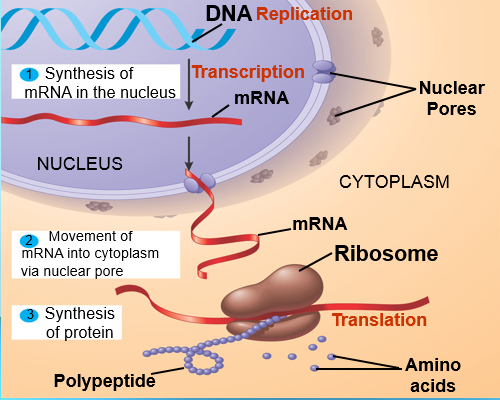 DNA Replication
1 Synthesis of
mRNA in the nucleus
Transcription
mRNA
Nuclear
Pores
NUCLEUS
CYTOPLASM
mRNA
2 Movement of
mRNA into cytoplasm
via nuclear pore
Ribosome
3 Synthesis
of protein
Translation
Polypeptide
Amino
acids